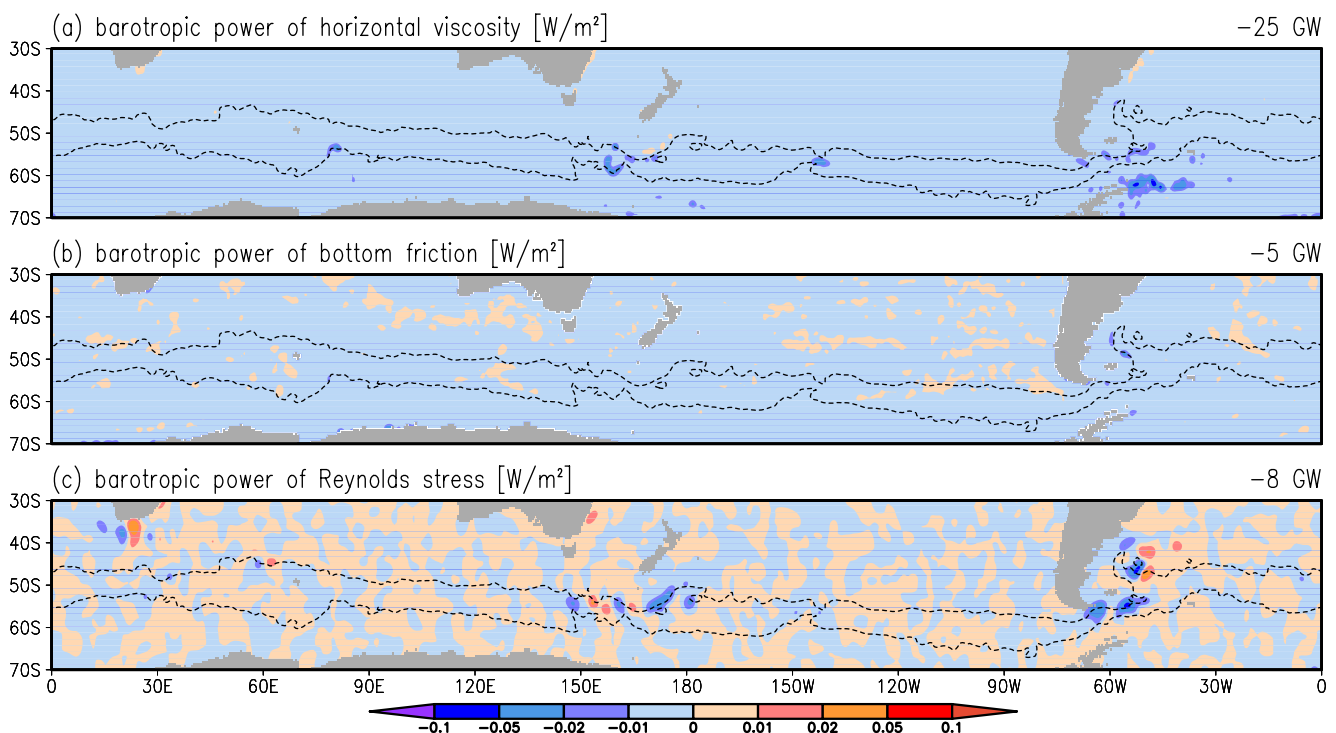 (a) barotropic power of horizontal viscosity [W/m²] −25 GW
30S
40S
50S
60S
70S
(b) barotropic power of bottom friction [W/m²] −5 GW
30S
40S
50S
60S
70S
(c) barotropic power of Reynolds stress [W/m²] −8 GW
30S
40S
50S
60S
70S
0 30E 60E 90E 120E 150E 180 150W 120W 90W 60W 30W 0
−0.1 −0.05 −0.02 −0.01 0 0.01 0.02 0.05 0.1